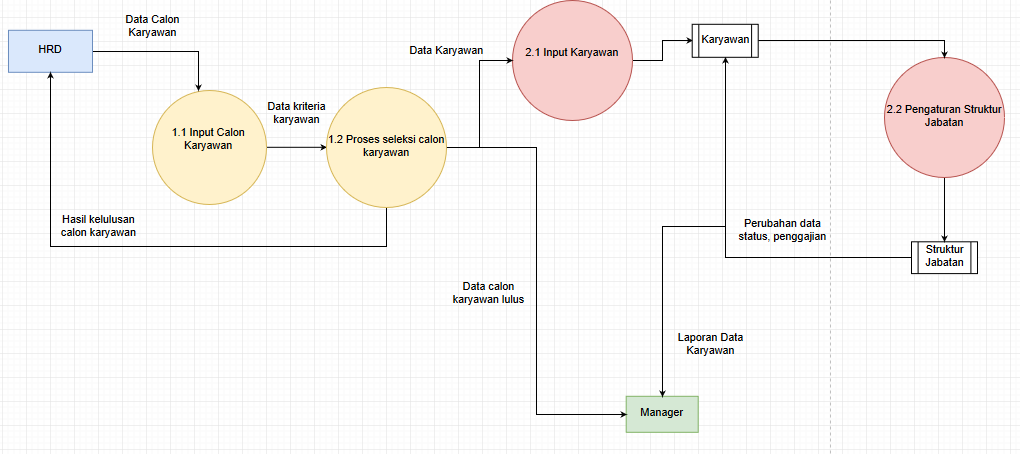 Data Calon
Karyawan
HRD
Data Karyawan
2.1 Input Karyawan
Karyawan
Data kriteria
karyawan
1.1 Input Calon
Karyawan
1.2 Proses seleksi calon
karyawan
2.2 Pengaturan Struktur
Jabatan
Hasil kelulusan
calon karyawan
Perubahan data
status, penggajian
Struktur
Jabatan
Data calon
karyawan lulus
Laporan Data
Karyawan
Manager